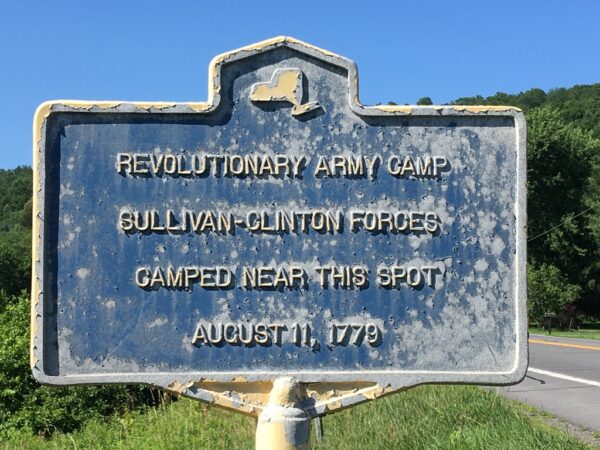 REVOLUTIONARY ARMY CAMP
SULLIVAN-CLINTON FORCES
CAMPED NEAR THIS SPOT
AUGUST 11, 1779